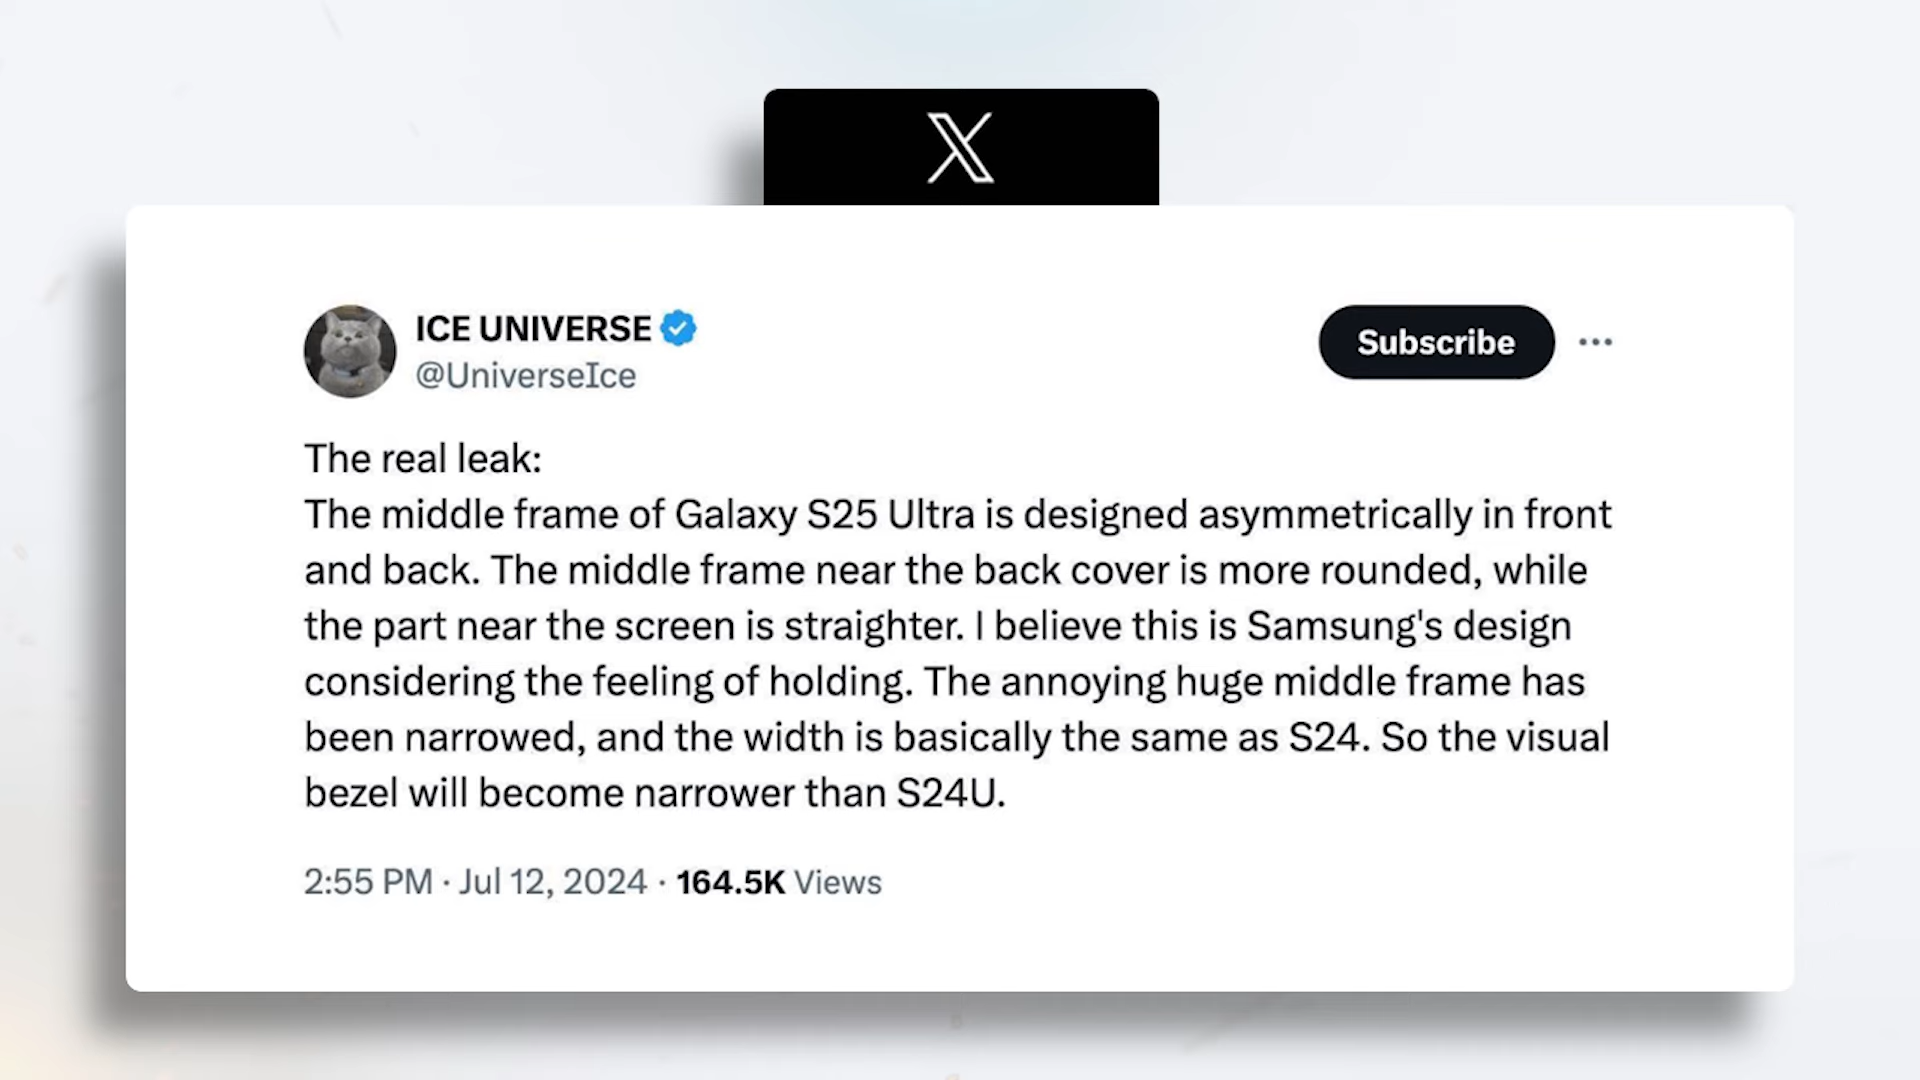 X
ICE UNIVERSE
@UniverseIce
Subscribe
The real leak:
The middle frame of Galaxy S25 Ultra is designed asymmetrically in front
and back. The middle frame near the back cover is more rounded, while
the part near the screen is straighter. I believe this is Samsung's design
considering the feeling of holding. The annoying huge middle frame has
been narrowed, and the width is basically the same as S24. So the visual
bezel will become narrower than S24U.
2:55 PM · Jul 12, 2024 · 164.5K Views